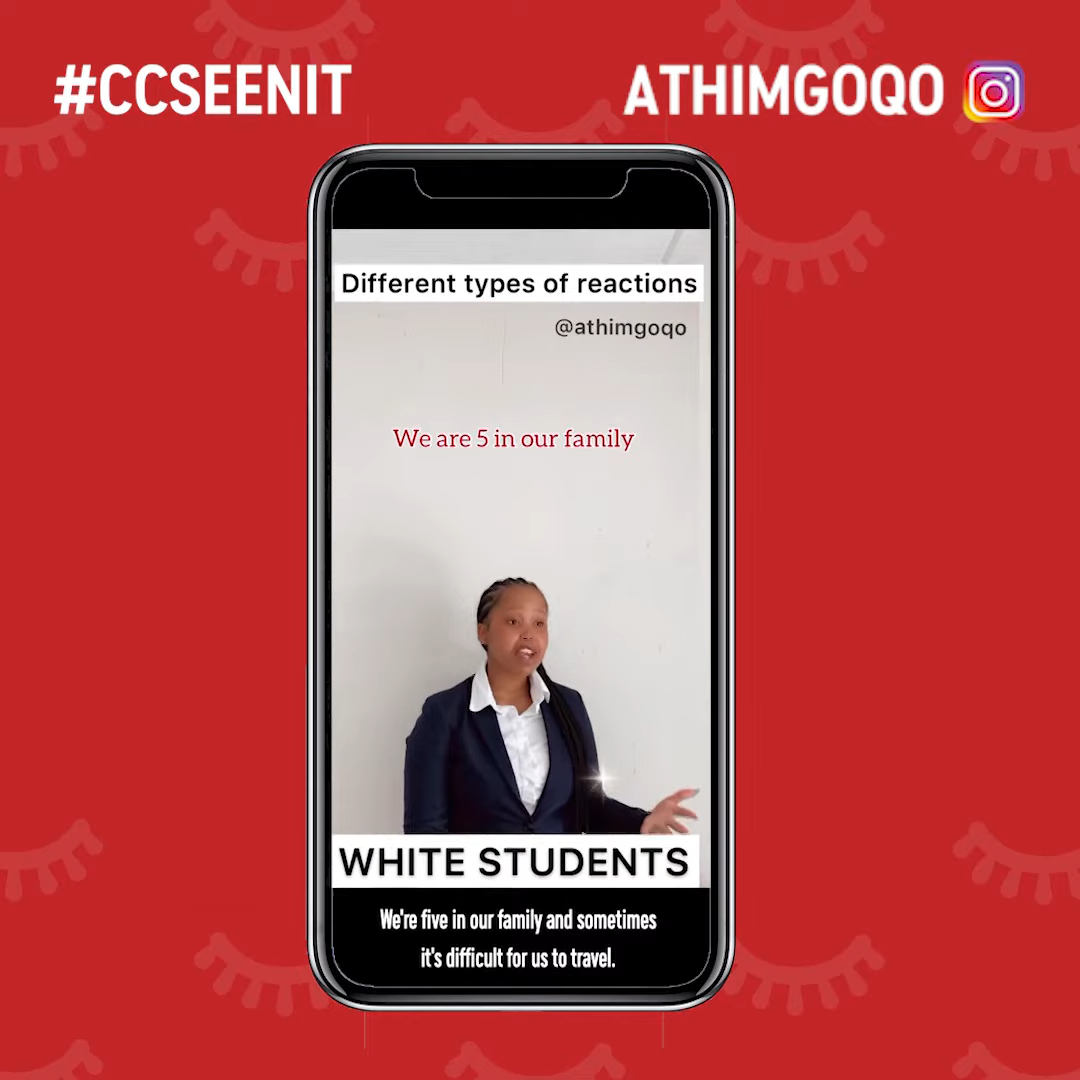 #CCSEENIT
ATHIMGOQO
Different types of reactions
@athimgoqo
We are 5 in our family
WHITE STUDENTS
We're five in our family and sometimes
it's difficult for us to travel.